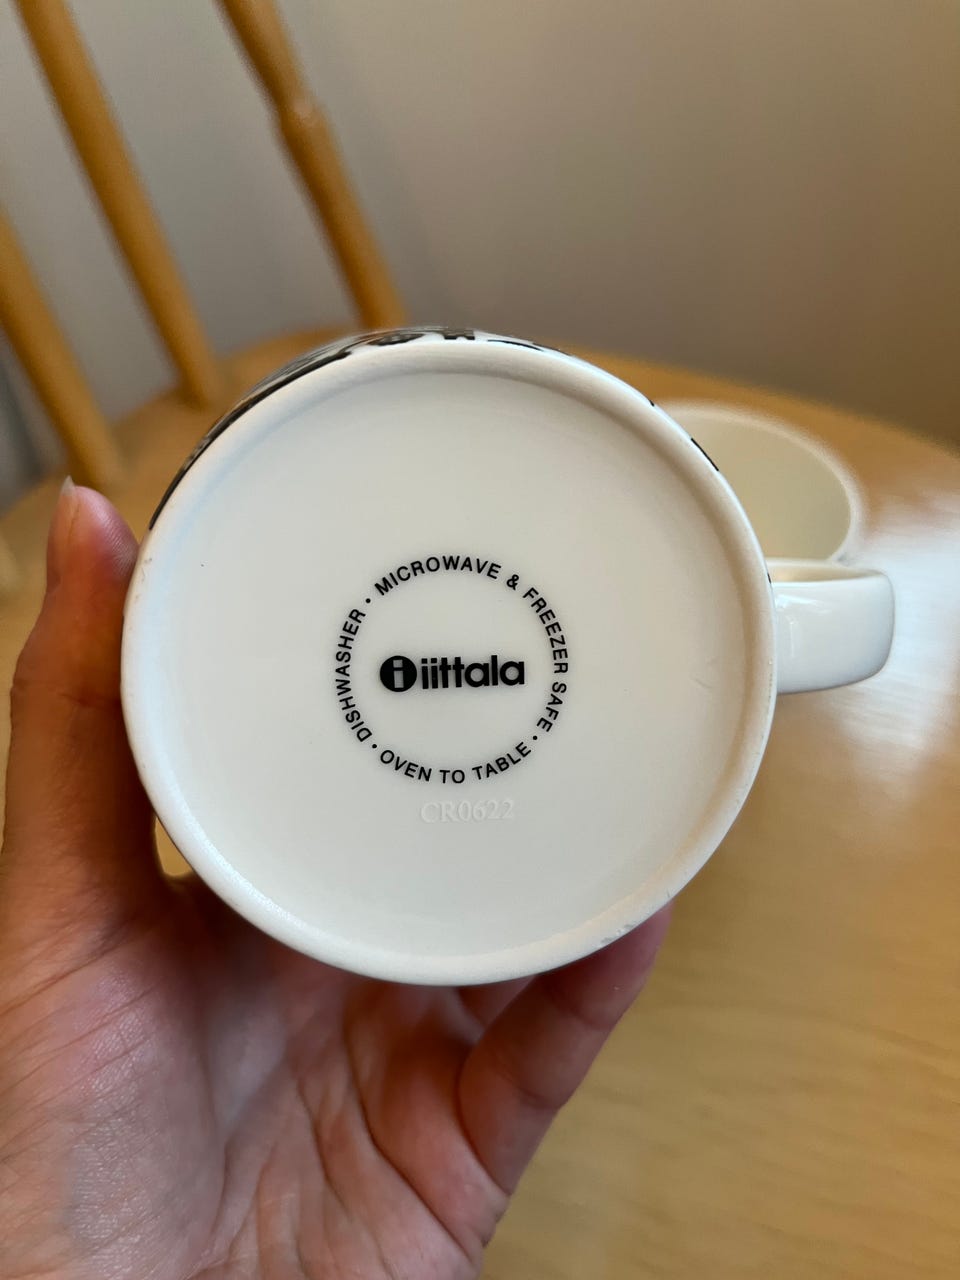 MICROWAVE & FREEZER SAFE • OVEN TO TABLE • DISHWASHER •
iittala
CR0622